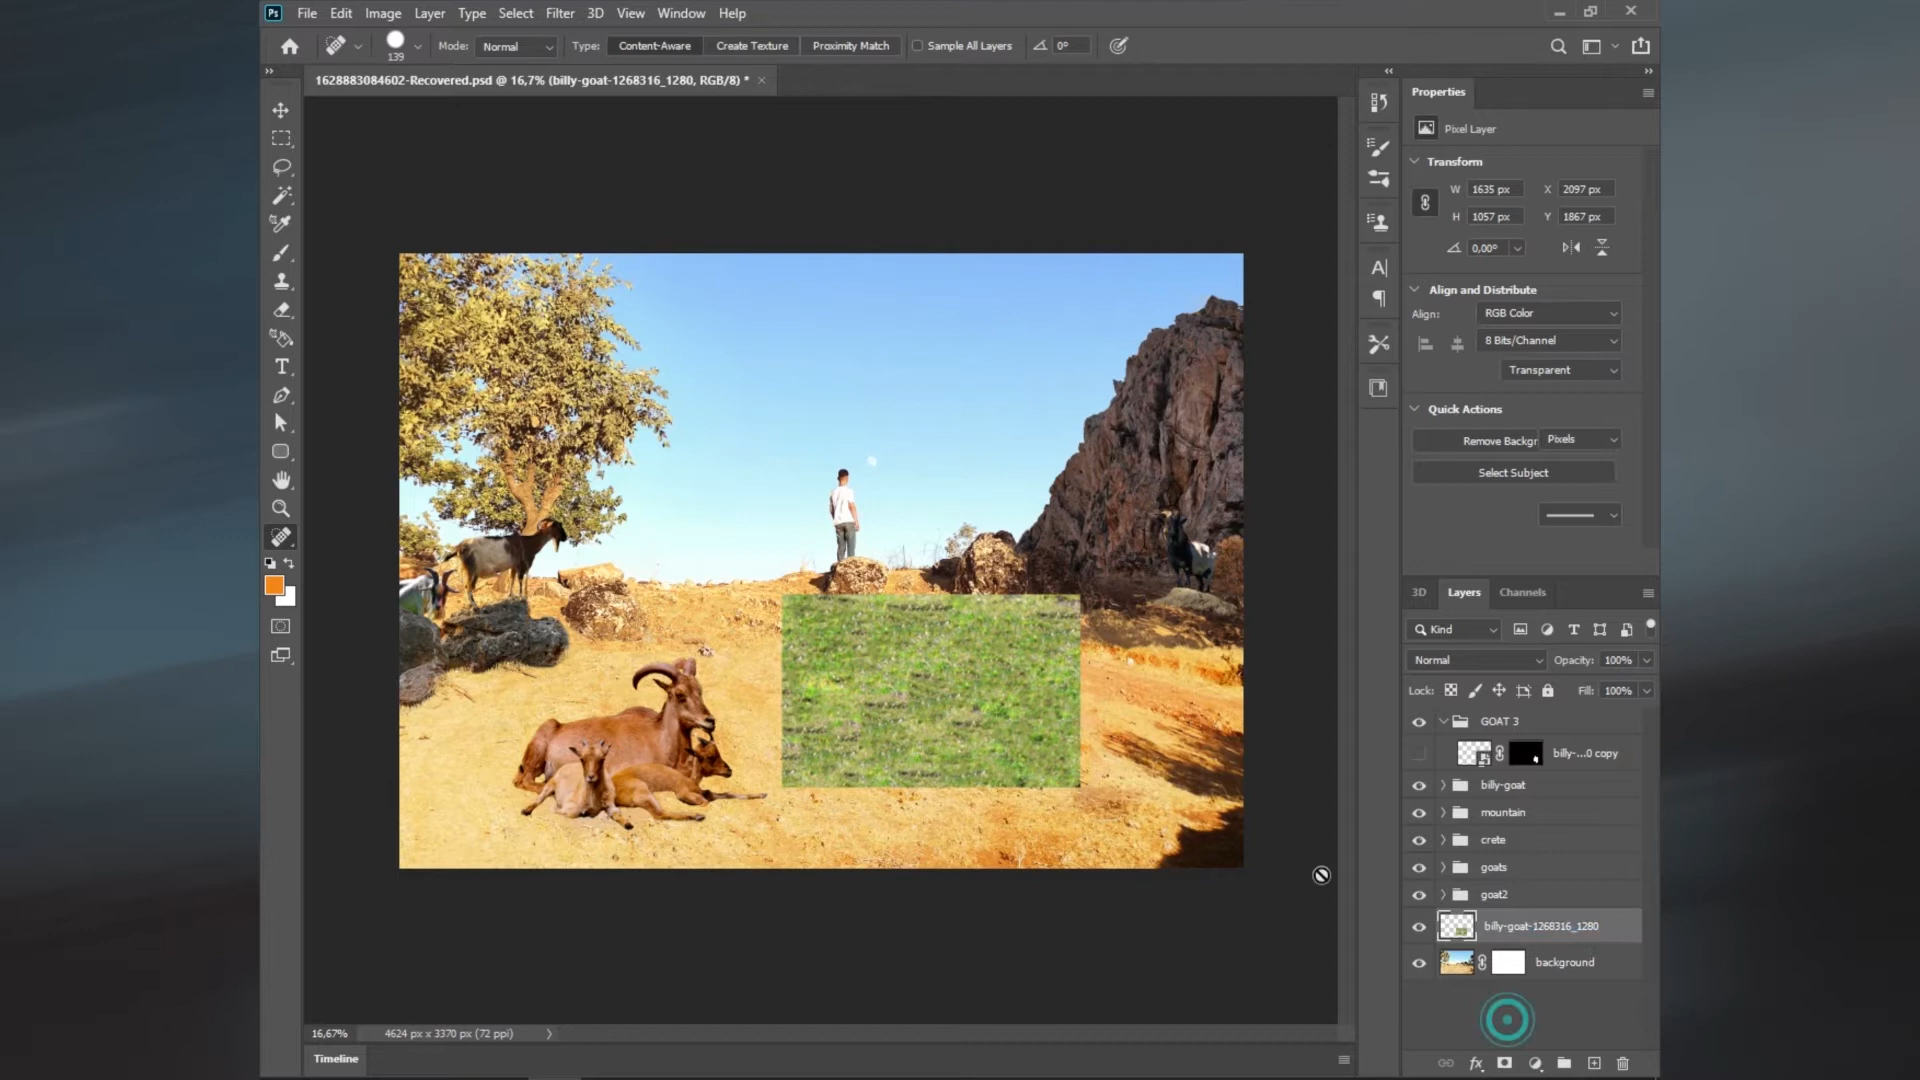 Ps File Edit Image Layer Type Select Filter 3D View Window Help
139 Mode: Normal Type: Content-Aware Create Texture Proximity Match Sample All Layers 0°
1628883084602-Recovered.psd @ 16,7% (billy-goat-1268316_1280, RGB/8) *
Properties
Pixel Layer
Transform
W 1635 px X 2097 px
H 1057 px Y 1867 px
0,00°
Align and Distribute
Align: RGB Color
8 Bits/Channel
Transparent
Quick Actions
Remove Backgr Pixels
Select Subject
3D Layers Channels
Kind
Normal Opacity: 100%
Lock: Fill: 100%
GOAT 3
billy-...0 copy
billy-goat
mountain
crete
goats
goat2
billy-goat-1268316_1280
background
fx
16,67% 4624 px x 3370 px (72 ppi)
Timeline